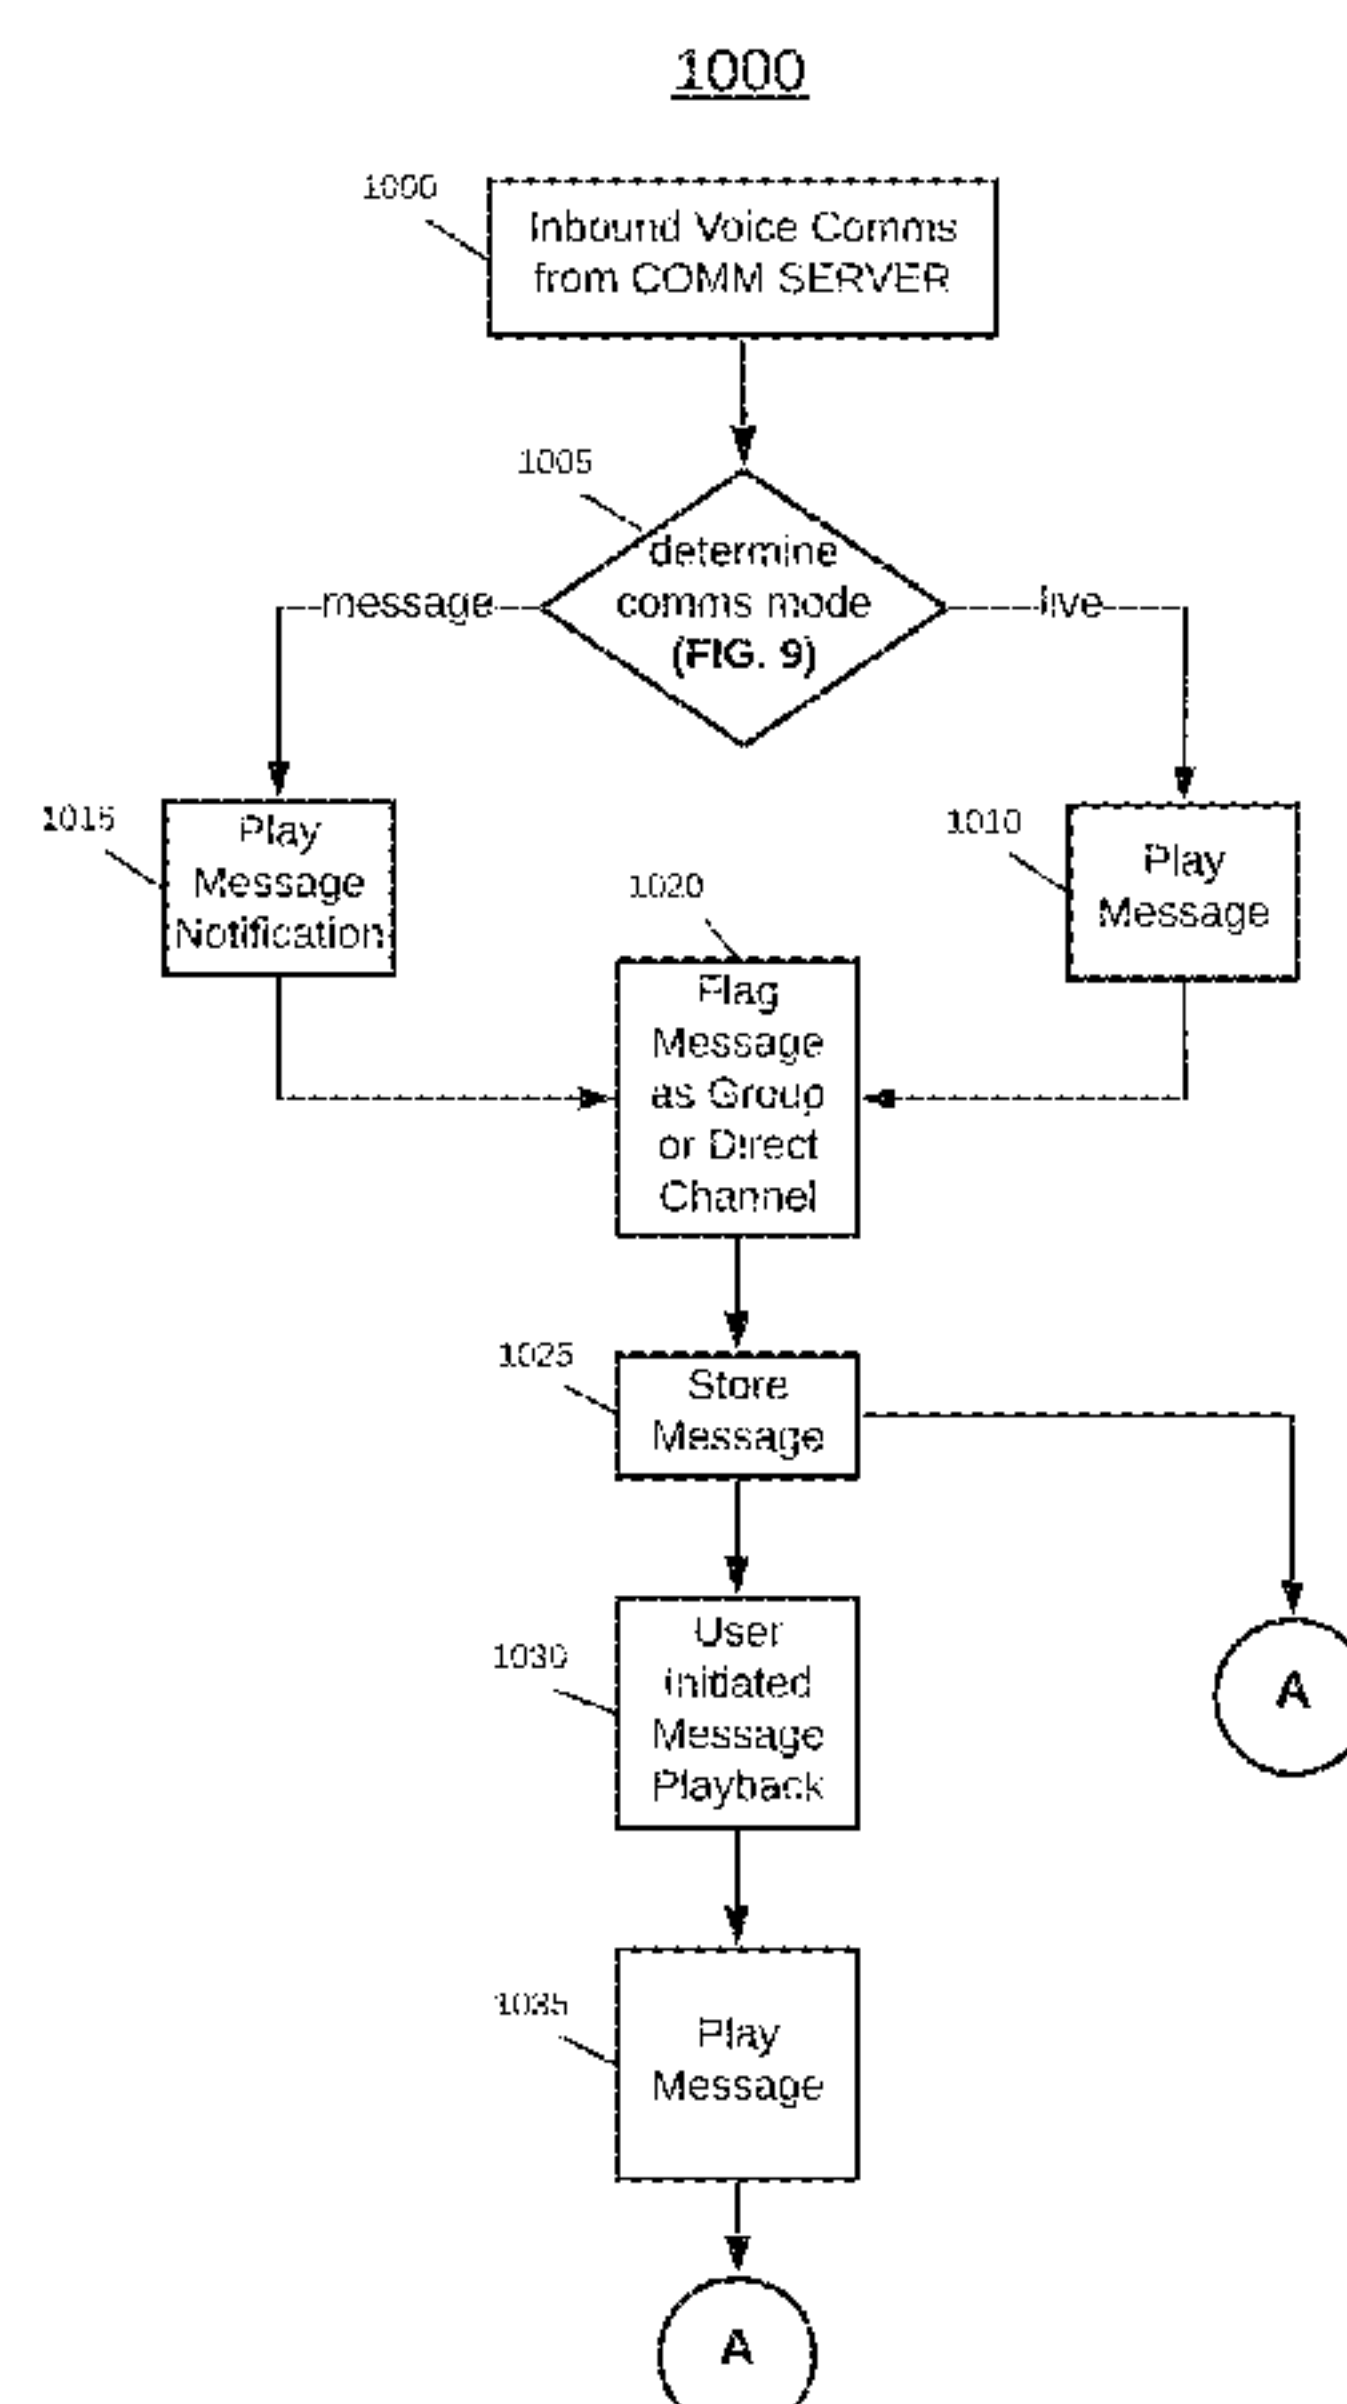 1000
1000
Inbound Voice Comms
from COMM SERVER
1005
determine
comms mode
(FIG. 9)
message
live
1015
Play
Message
Notification
1010
Play
Message
1020
Flag
Message
as Group
or Direct
Channel
1025
Store
Message
1030
User
initiated
Message
Playback
A
1035
Play
Message
A